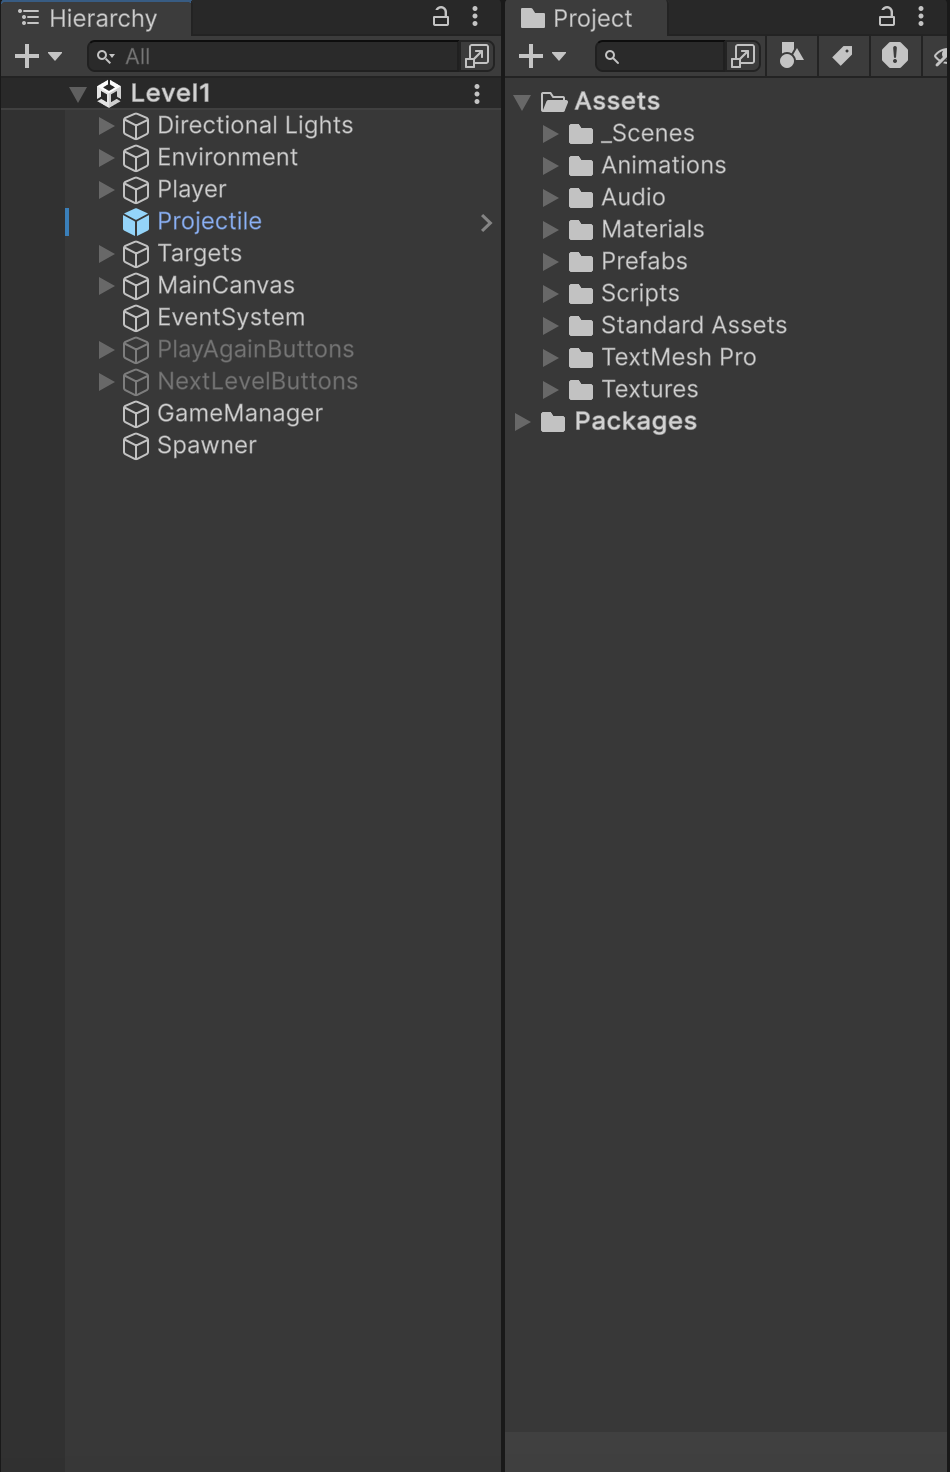 Hierarchy
All
Level1
Directional Lights
Environment
Player
Projectile
Targets
MainCanvas
EventSystem
PlayAgainButtons
NextLevelButtons
GameManager
Spawner
Project
Assets
_Scenes
Animations
Audio
Materials
Prefabs
Scripts
Standard Assets
TextMesh Pro
Textures
Packages